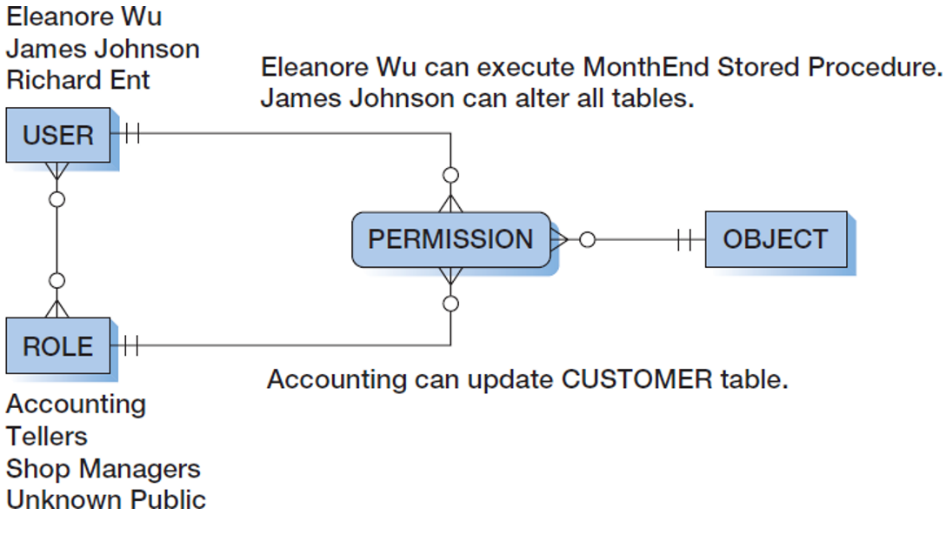 Eleanore Wu
James Johnson
Richard Ent
Eleanore Wu can execute MonthEnd Stored Procedure.
James Johnson can alter all tables.
USER
PERMISSION
OBJECT
ROLE
Accounting can update CUSTOMER table.
Accounting
Tellers
Shop Managers
Unknown Public